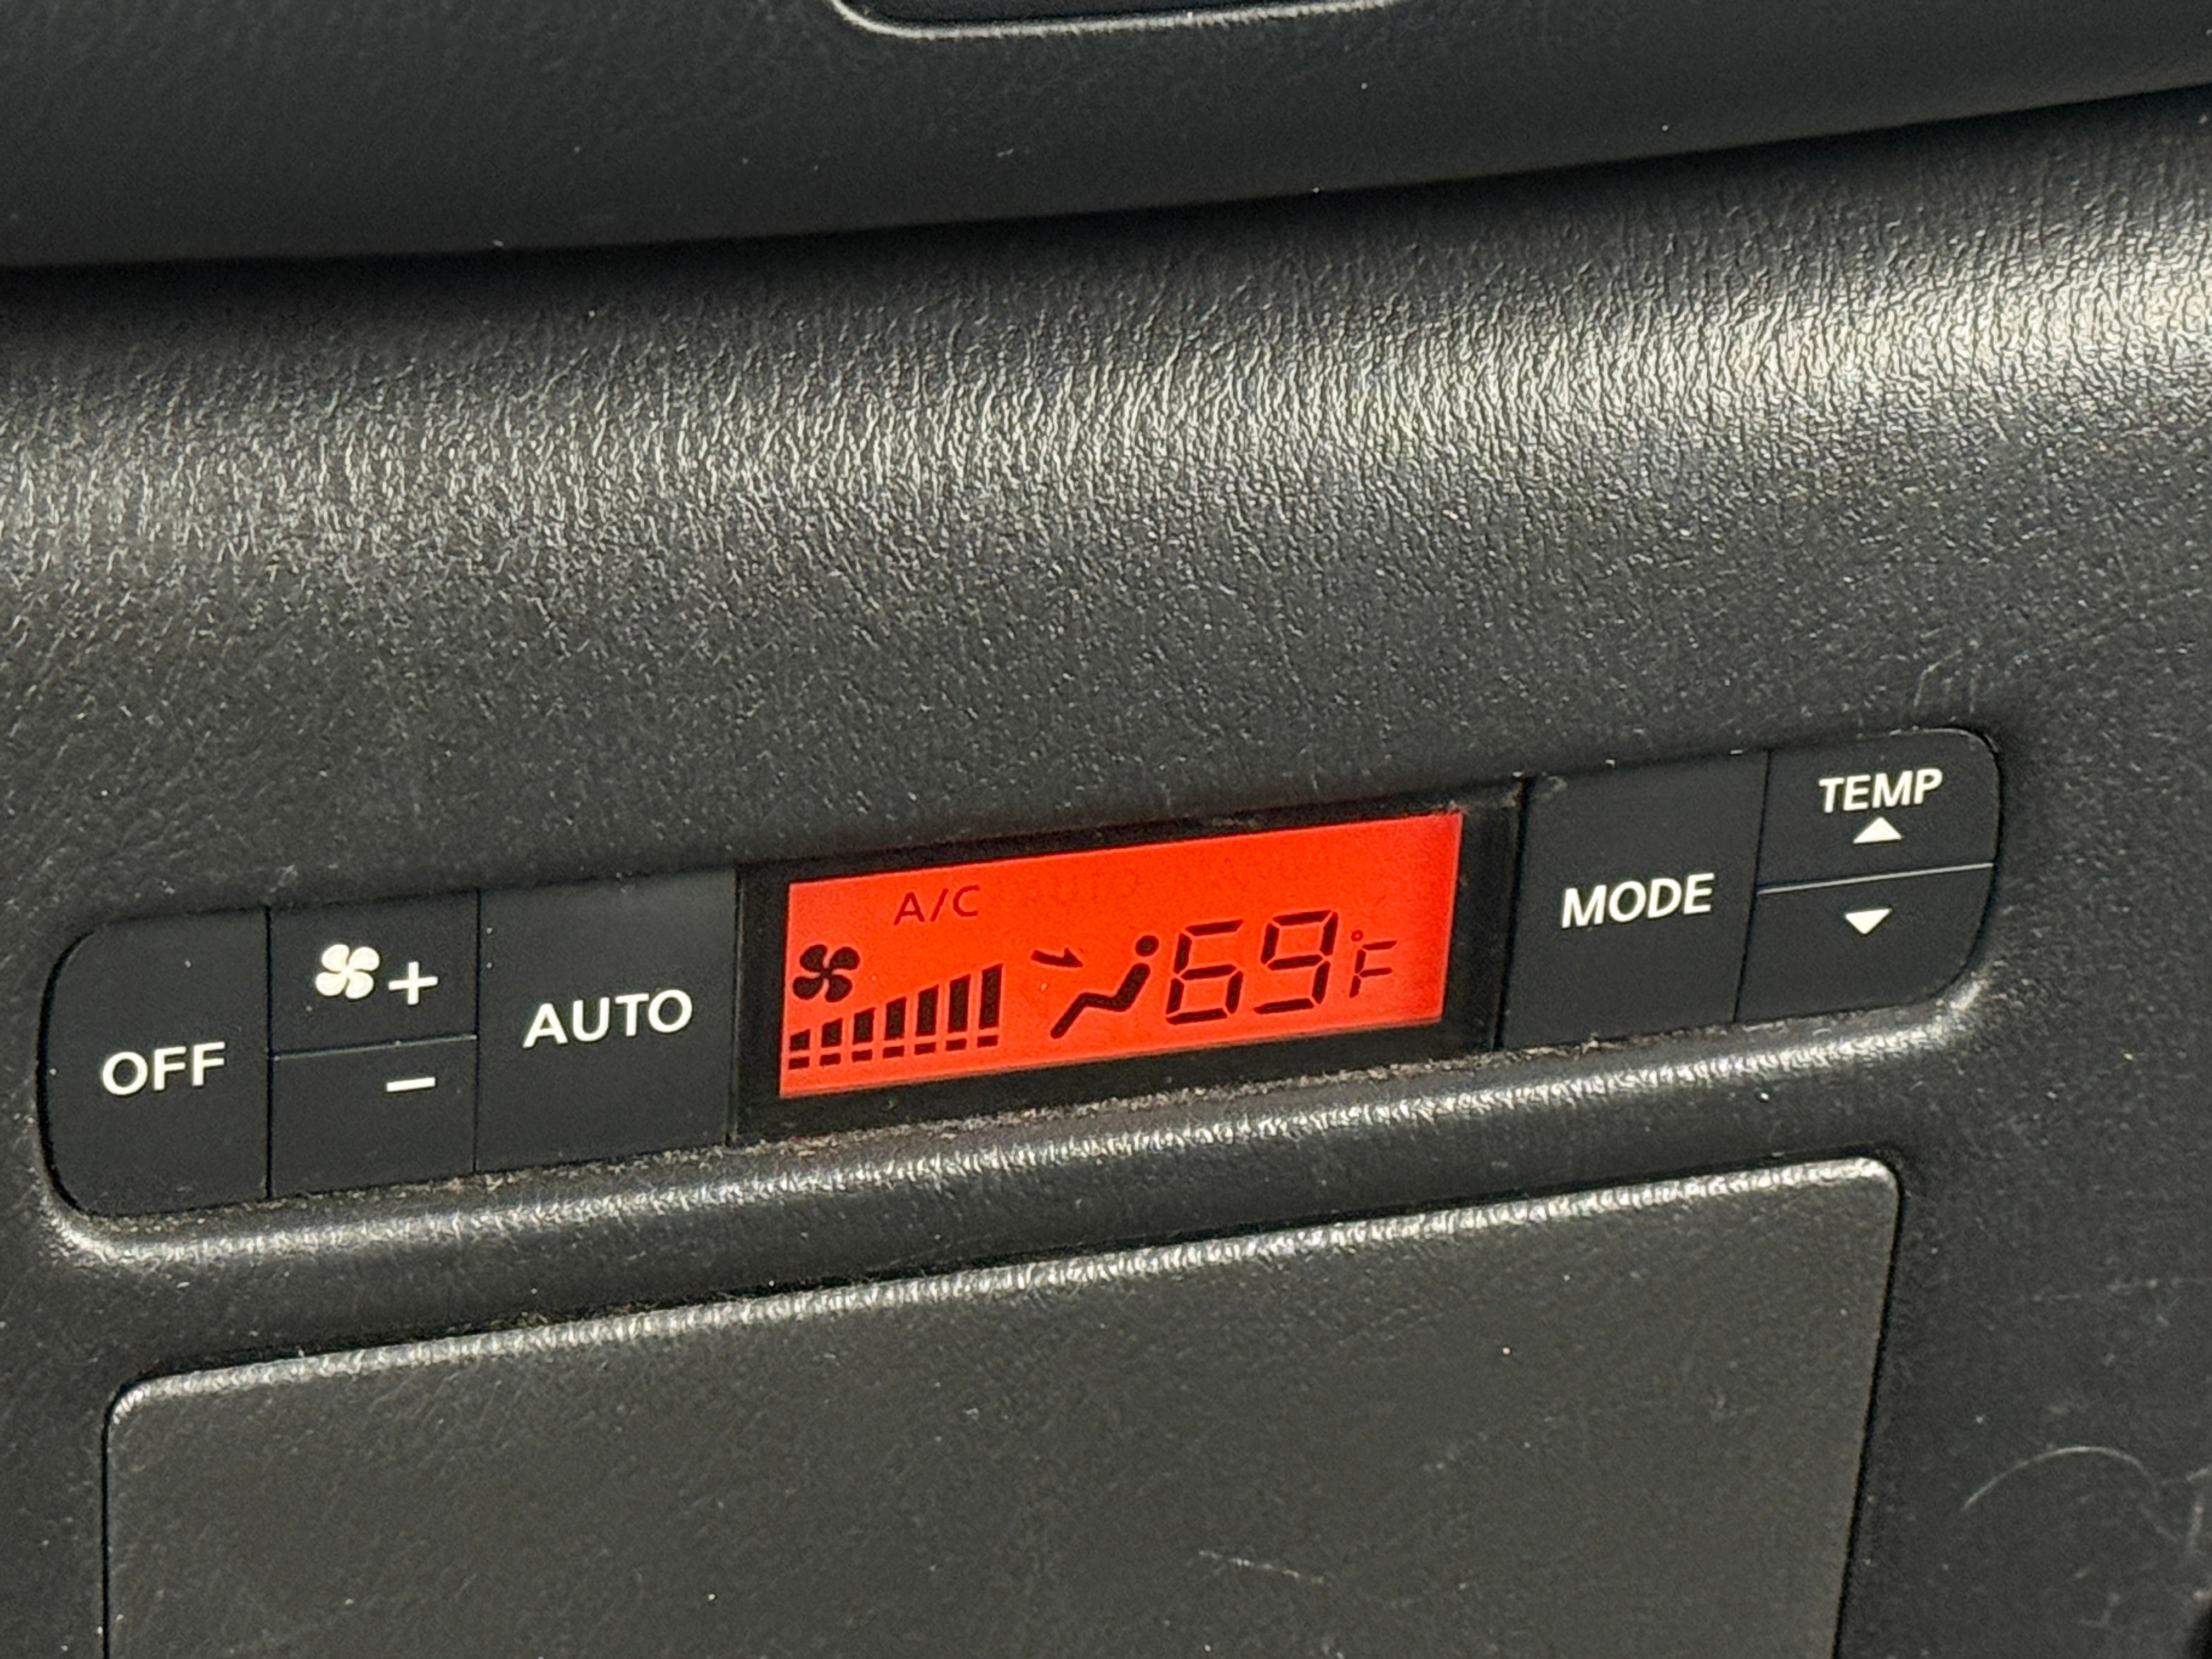 OFF
+
−
AUTO
A/C
69°F
MODE
TEMP